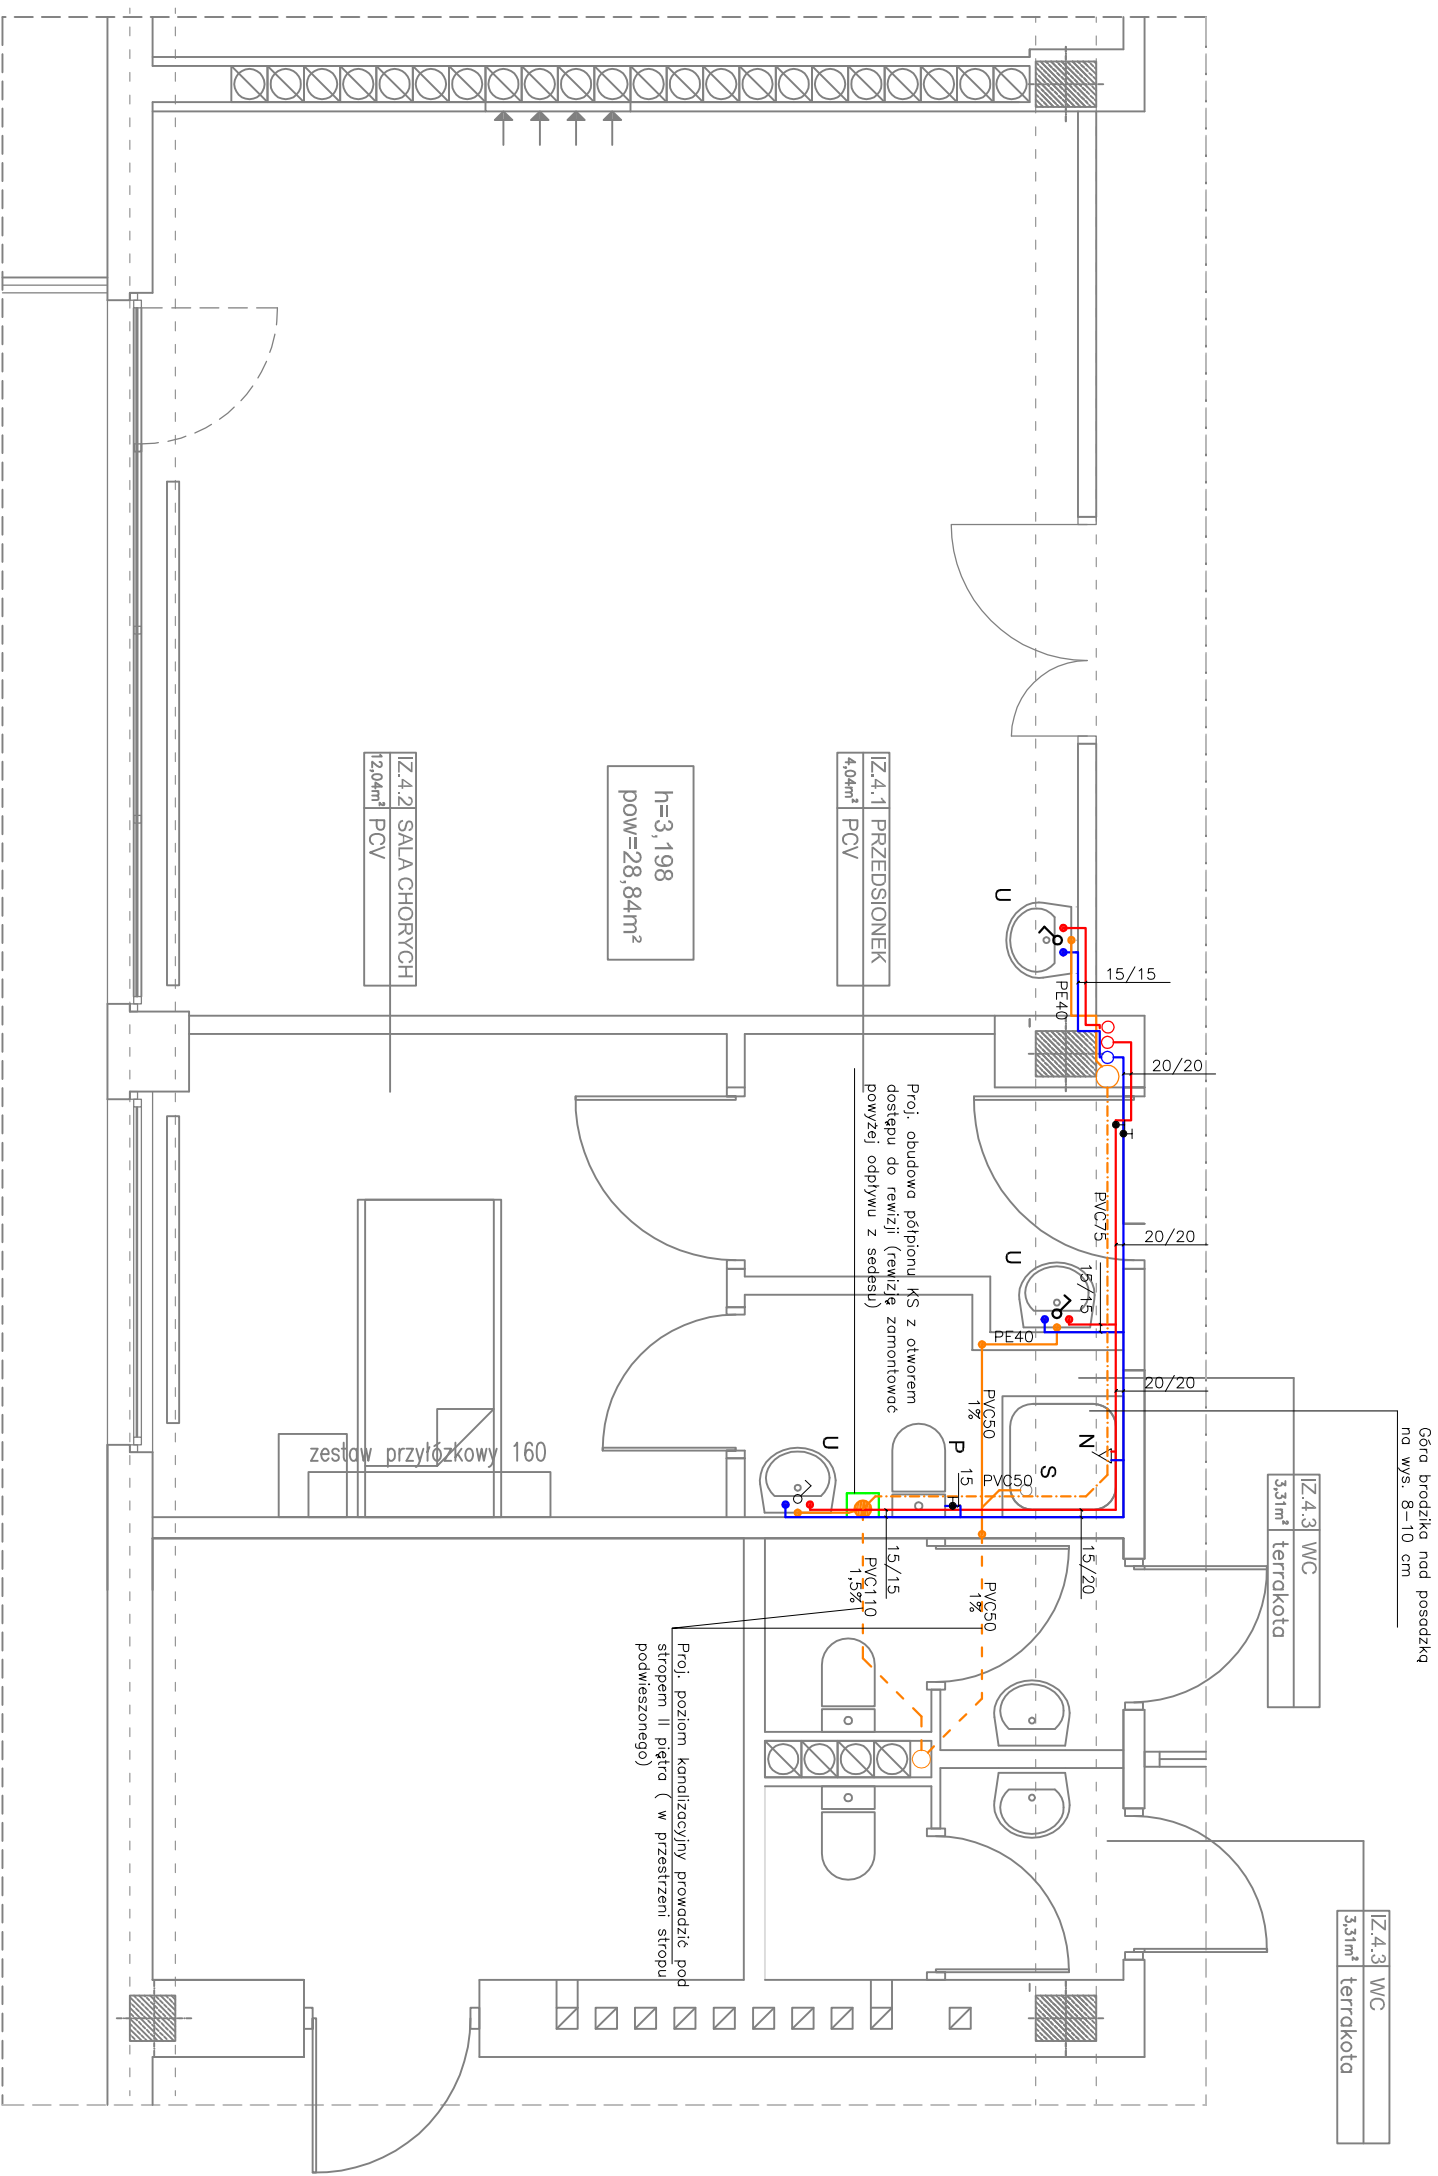 Góra brodzika nad posadzką
na wys. 8-10 cm
IZ.4.3 WC
3,31m² terrakota
IZ.4.3 WC
3,31m² terrakota
20/20
20/20
20/20
15/15
PE40
U
PVC75
15/15
U
PE40
PVC50
1%
N
S
P
15
PVC50
U
15/20
15/15
PVC50
1%
PVC110
1,5%
IZ.4.1 PRZEDSIONEK
4,04m² PCV
h=3,198
pow=28,84m²
IZ.4.2 SALA CHORYCH
12,04m² PCV
Proj. obudowa półpionu KS z otworem
dostępu do rewizji (rewizję zamontować
powyżej odpływu z sedesu)
zestaw przyłóżkowy 160
Proj. poziom kanalizacyjny prowadzić pod
stropem II piętra ( w przestrzeni stropu
podwieszonego)